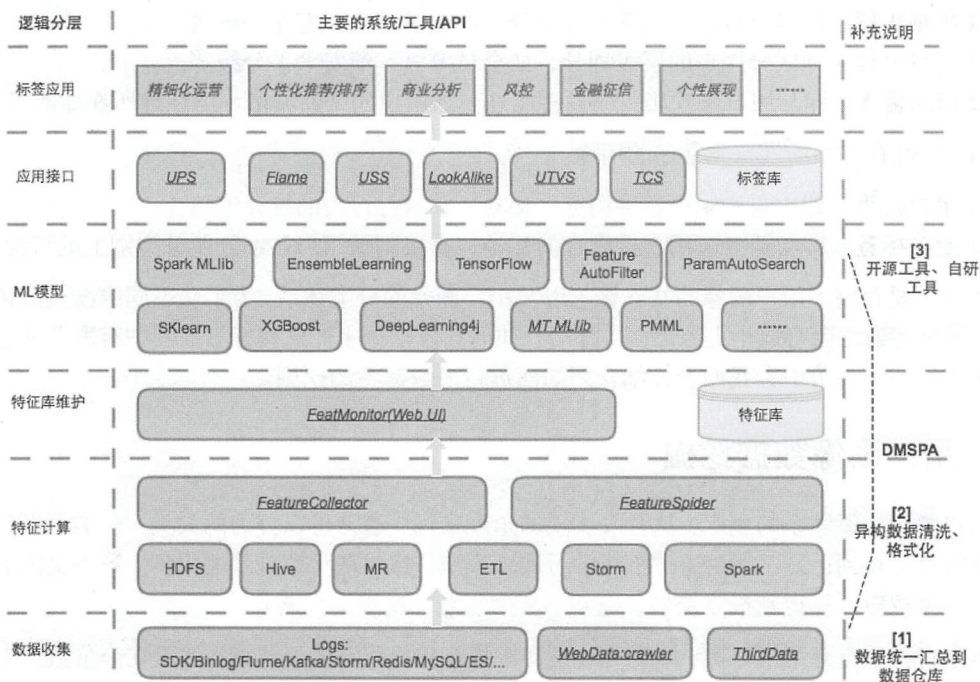 逻辑分层
主要的系统/工具/API
补充说明
标签应用
精细化运营
个性化推荐/排序
商业分析
风控
金融征信
个性展现
······
应用接口
UPS
Flame
USS
LookAlike
UTVS
TCS
标签库
ML模型
Spark MLlib
EnsembleLearning
TensorFlow
Feature
AutoFilter
ParamAutoSearch
SKlearn
XGBoost
DeepLearning4j
MT MLlib
PMML
······
[3]
开源工具、自研
工具
特征库维护
FeatMonitor(Web UI)
特征库
DMSPA
特征计算
FeatureCollector
FeatureSpider
HDFS
Hive
MR
ETL
Storm
Spark
[2]
异构数据清洗、
格式化
数据收集
Logs:
SDK/Binlog/Flume/Kafka/Storm/Redis/MySQL/ES/...
WebData:crawler
ThirdData
[1]
数据统一汇总到
数据仓库